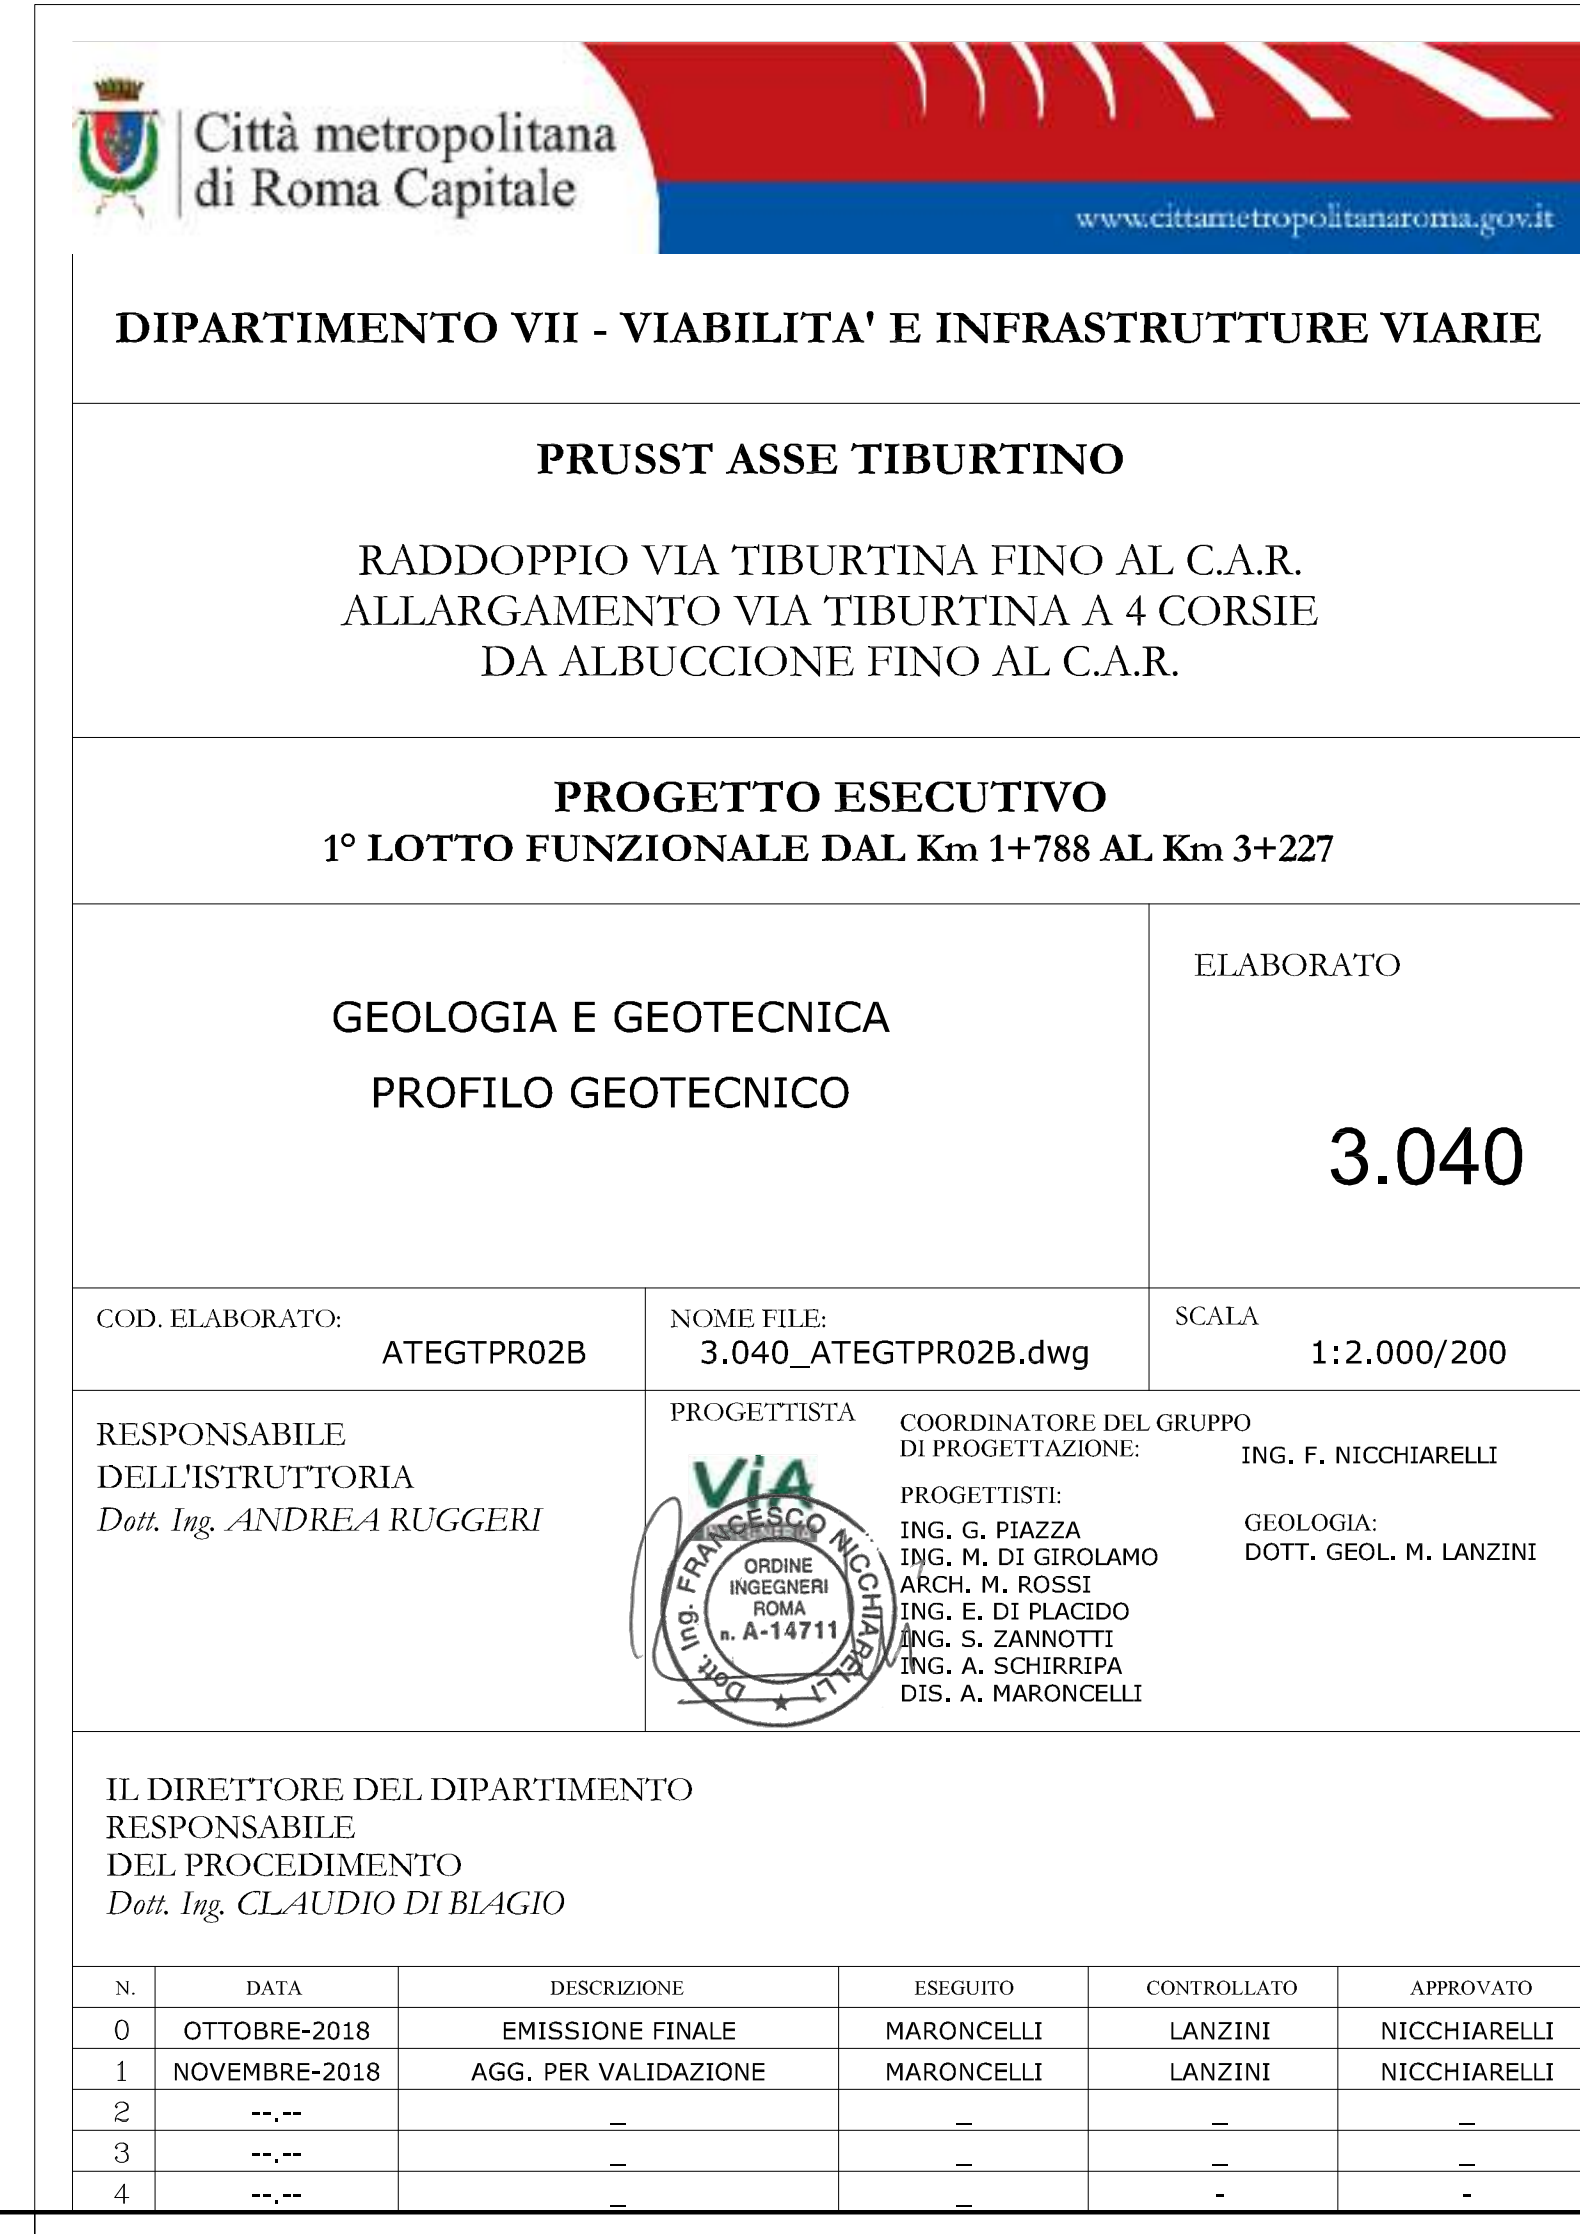 Città metropolitana
di Roma Capitale
www.cittametropolitanaroma.gov.it
DIPARTIMENTO VII - VIABILITA' E INFRASTRUTTURE VIARIE
PRUSST ASSE TIBURTINO
RADDOPPIO VIA TIBURTINA FINO AL C.A.R.
ALLARGAMENTO VIA TIBURTINA A 4 CORSIE
DA ALBUCCIONE FINO AL C.A.R.
PROGETTO ESECUTIVO
1° LOTTO FUNZIONALE DAL Km 1+788 AL Km 3+227
GEOLOGIA E GEOTECNICA
PROFILO GEOTECNICO
ELABORATO
3.040
COD. ELABORATO:
ATEGTPR02B
NOME FILE:
3.040_ATEGTPR02B.dwg
SCALA
1:2.000/200
RESPONSABILE
DELL'ISTRUTTORIA
Dott. Ing. ANDREA RUGGERI
PROGETTISTA
ViA
Dott. Ing. FRANCESCO NICCHIARELLI
ORDINE
INGEGNERI
ROMA
n. A-14711
COORDINATORE DEL GRUPPO
DI PROGETTAZIONE: ING. F. NICCHIARELLI
PROGETTISTI:
ING. G. PIAZZA
ING. M. DI GIROLAMO
ARCH. M. ROSSI
ING. E. DI PLACIDO
ING. S. ZANNOTTI
ING. A. SCHIRRIPA
DIS. A. MARONCELLI
GEOLOGIA:
DOTT. GEOL. M. LANZINI
IL DIRETTORE DEL DIPARTIMENTO
RESPONSABILE
DEL PROCEDIMENTO
Dott. Ing. CLAUDIO DI BIAGIO
N. DATA DESCRIZIONE ESEGUITO CONTROLLATO APPROVATO
0 OTTOBRE-2018 EMISSIONE FINALE MARONCELLI LANZINI NICCHIARELLI
1 NOVEMBRE-2018 AGG. PER VALIDAZIONE MARONCELLI LANZINI NICCHIARELLI
2 --.-- _ _ _ _
3 --.-- _ _ _ _
4 --.-- _ _ - -